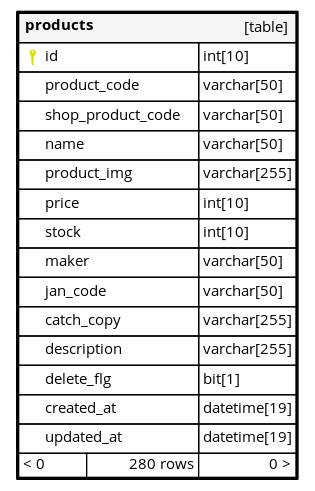 products [table]
id int[10]
product_code varchar[50]
shop_product_code varchar[50]
name varchar[50]
product_img varchar[255]
price int[10]
stock int[10]
maker varchar[50]
jan_code varchar[50]
catch_copy varchar[255]
description varchar[255]
delete_flg bit[1]
created_at datetime[19]
updated_at datetime[19]
< 0 280 rows 0 >